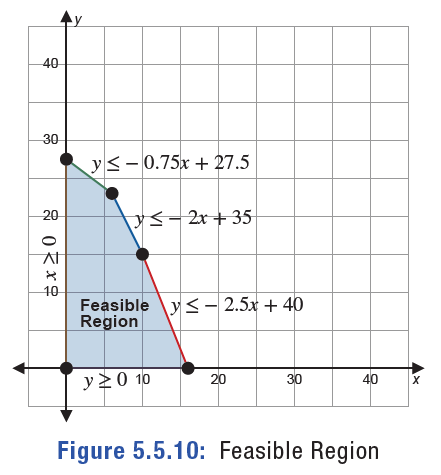 y
40
30
y ≤ − 0.75x + 27.5
20
y ≤ − 2x + 35
x ≥ 0
10
Feasible
Region
y ≤ − 2.5x + 40
y ≥ 0 10 20 30 40 x
Figure 5.5.10: Feasible Region